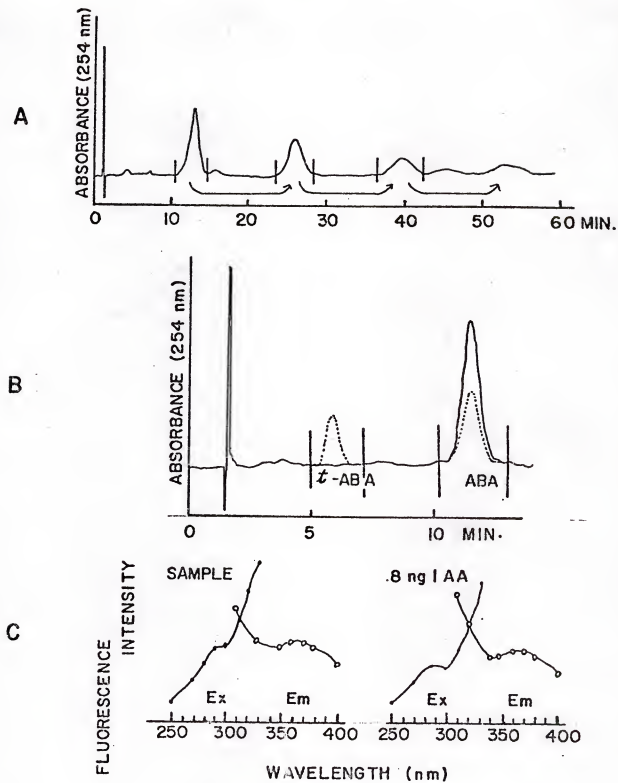 A
ABSORBANCE (254 nm)
0 10 20 30 40 50 60 MIN.
B
ABSORBANCE (254 nm)
t-ABA
ABA
0 5 10 MIN.
C
FLUORESCENCE
INTENSITY
SAMPLE
.8 ng IAA
Ex Em
Ex Em
250 300 350 400
250 300 350 400
WAVELENGTH (nm)